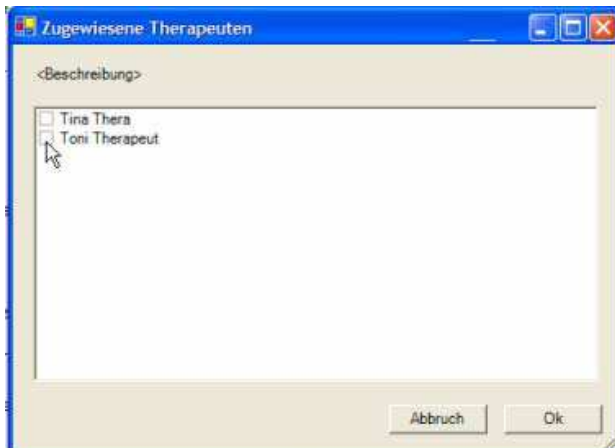 Zugewiesene Therapeuten
<Beschreibung>
Tina Thera
Toni Therapeut
Abbruch
Ok